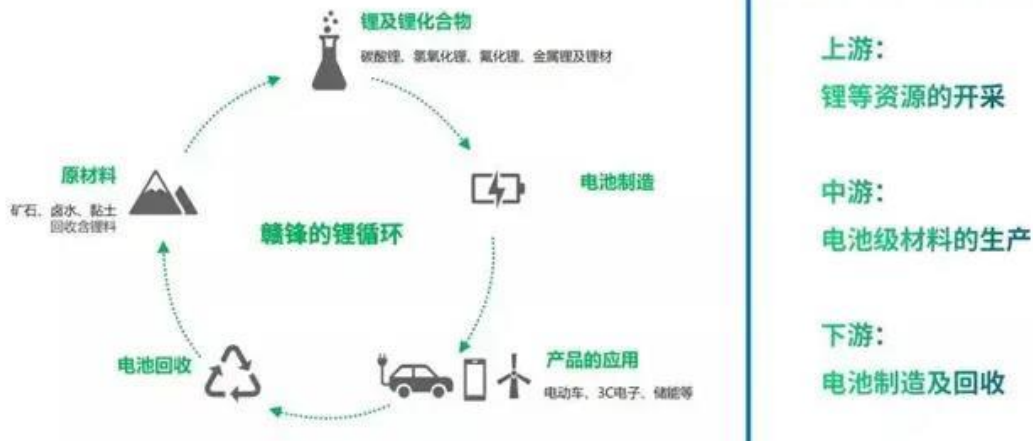 锂及锂化合物
碳酸锂、氢氧化锂、氟化锂、金属锂及锂材
原材料
矿石、卤水、黏土
回收含锂料
电池制造
赣锋的锂循环
电池回收
产品的应用
电动车、3C电子、储能等
上游：
锂等资源的开采
中游：
电池级材料的生产
下游：
电池制造及回收